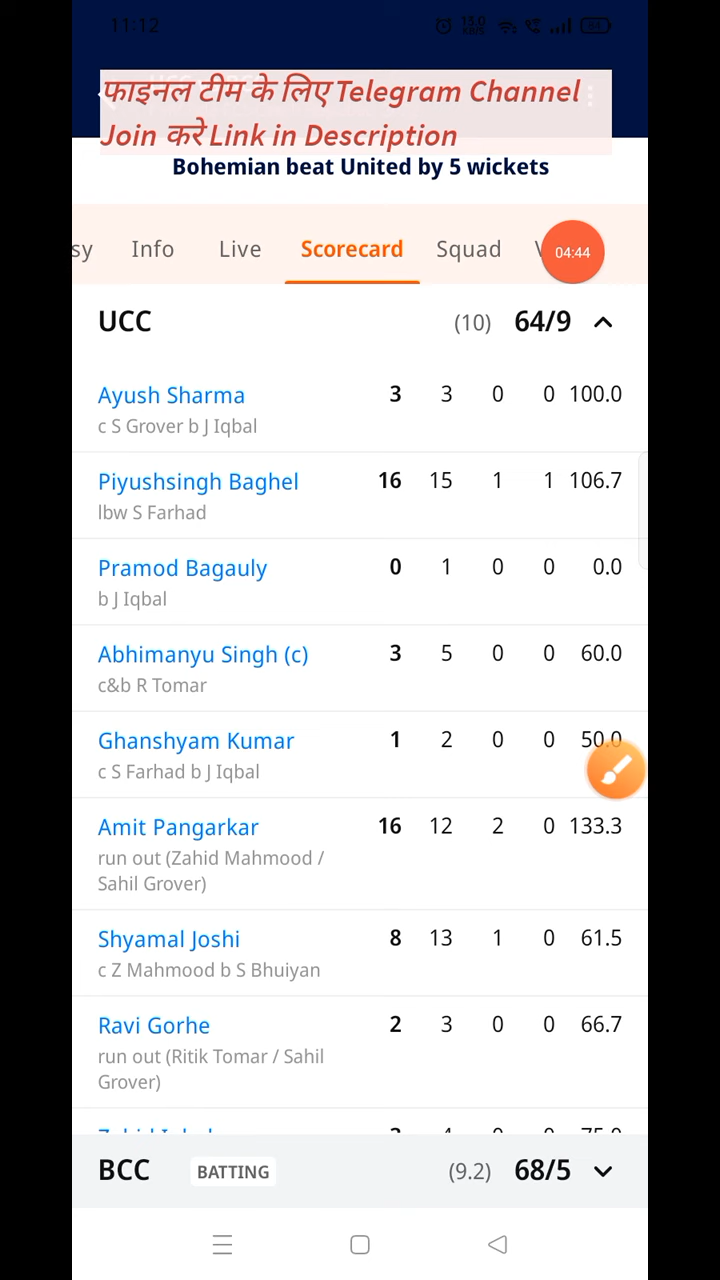 11:12
फाइनल टीम के लिए Telegram Channel
Join करे Link in Description
Bohemian beat United by 5 wickets
sy Info Live Scorecard Squad
04:44
UCC (10) 64/9
Ayush Sharma 3 3 0 0 100.0
c S Grover b J Iqbal
Piyushsingh Baghel 16 15 1 1 106.7
lbw S Farhad
Pramod Bagauly 0 1 0 0 0.0
b J Iqbal
Abhimanyu Singh (c) 3 5 0 0 60.0
c&b R Tomar
Ghanshyam Kumar 1 2 0 0 50.0
c S Farhad b J Iqbal
Amit Pangarkar 16 12 2 0 133.3
run out (Zahid Mahmood /
Sahil Grover)
Shyamal Joshi 8 13 1 0 61.5
c Z Mahmood b S Bhuiyan
Ravi Gorhe 2 3 0 0 66.7
run out (Ritik Tomar / Sahil
Grover)
BCC BATTING (9.2) 68/5